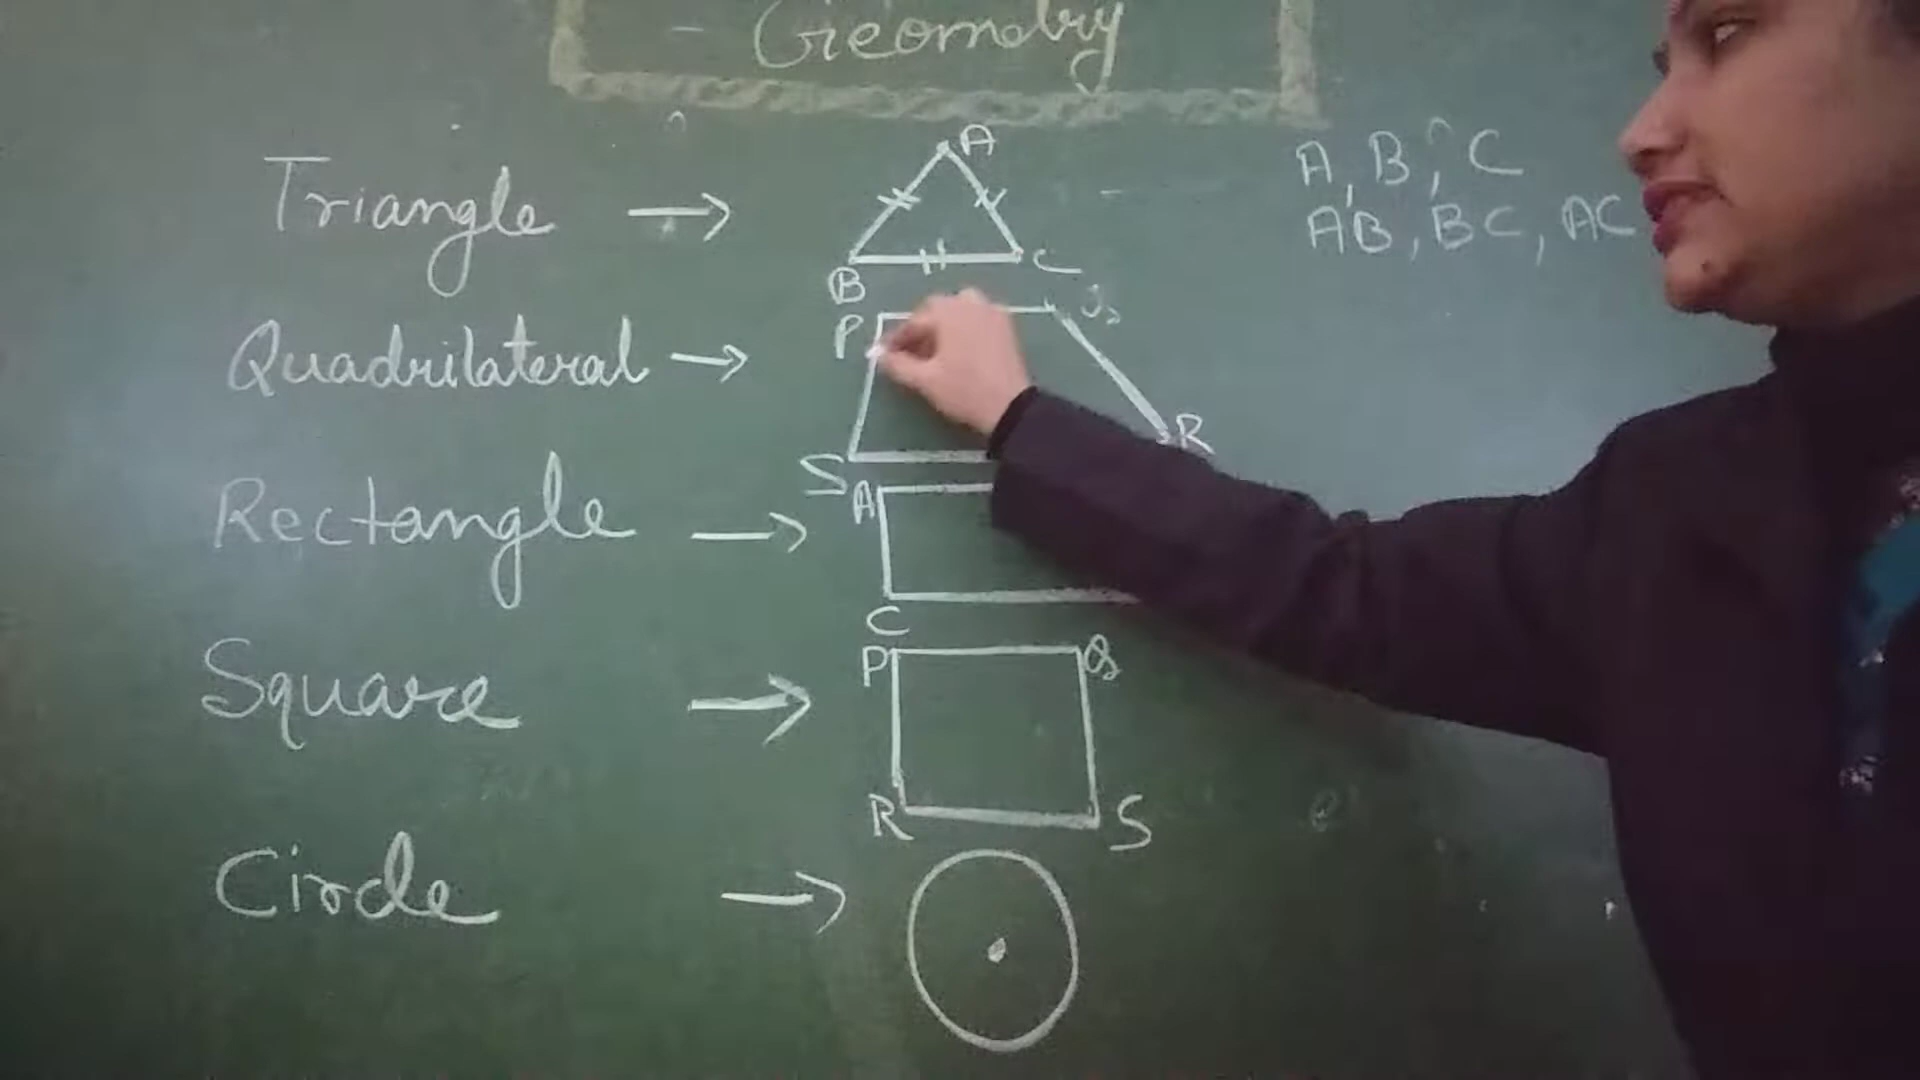 - Geometry
Triangle → A B C
A, B, C
AB, BC, AC
Quadrilateral → P Q R S
Rectangle → A C
Square → P Q R S
Circle →